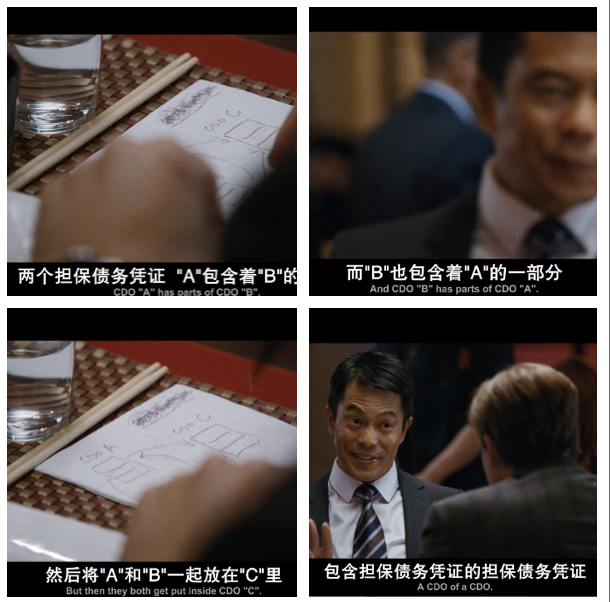 CDO C
两个担保债务凭证 "A"包含着"B"的
CDO "A" has parts of CDO "B".
而"B"也包含着"A"的一部分
And CDO "B" has parts of CDO "A".
CDO A
CDO C
然后将"A"和"B"一起放在"C"里
But then they both get put inside CDO "C".
包含担保债务凭证的担保债务凭证
A CDO of a CDO.